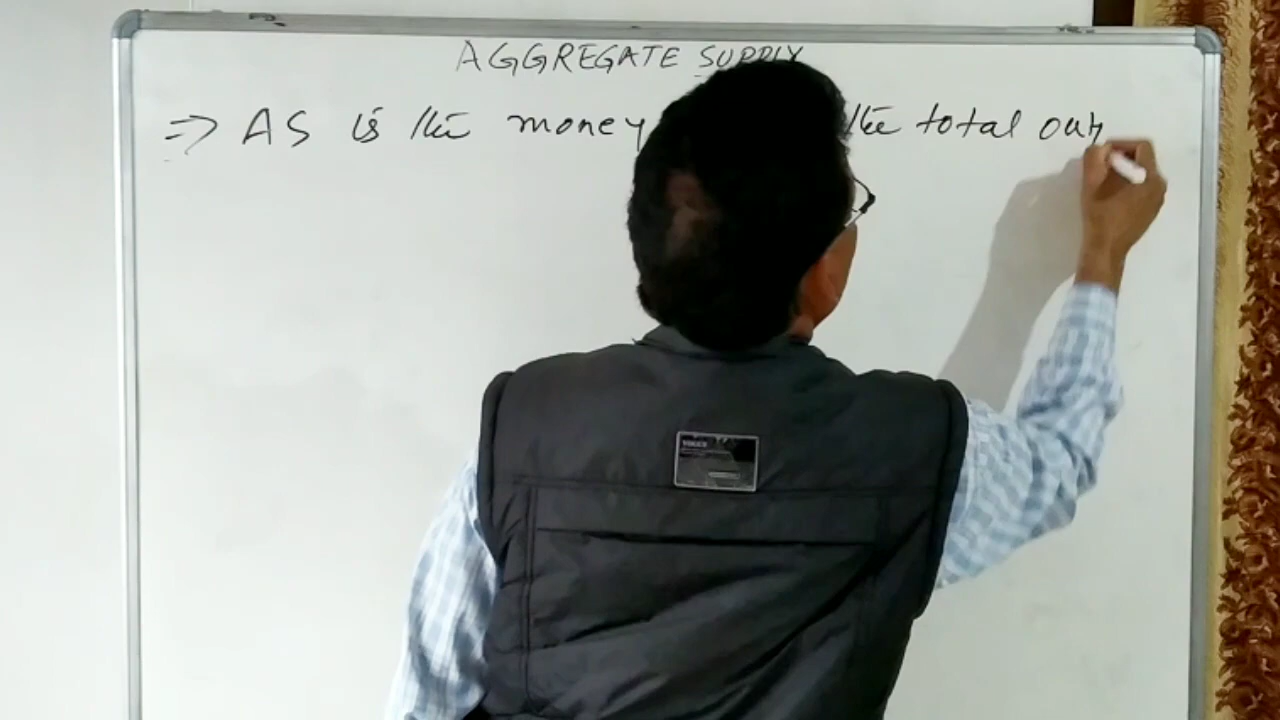 AGGREGATE SUPPLY
⇒ AS is the money the total out